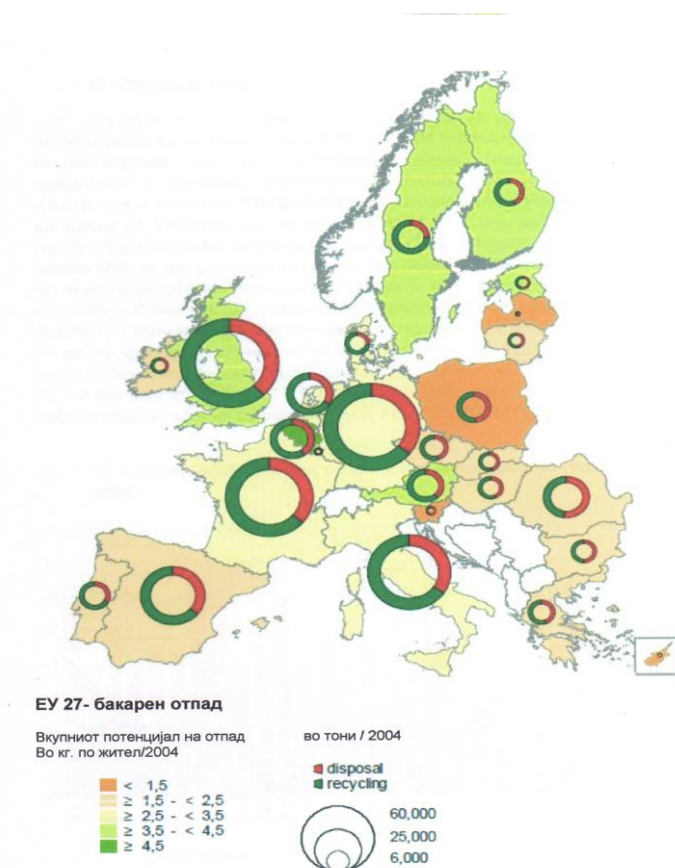 ЕУ 27- бакарен отпад
Вкупниот потенцијал на отпад
Во кг. по жител/2004
< 1,5
≥ 1,5 - < 2,5
≥ 2,5 - < 3,5
≥ 3,5 - < 4,5
≥ 4,5
во тони / 2004
disposal
recycling
60,000
25,000
6,000